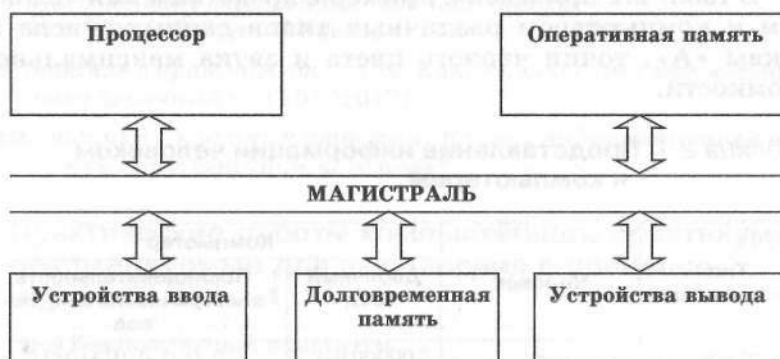 Процессор
Оперативная память
МАГИСТРАЛЬ
Устройства ввода
Долговременная
память
Устройства вывода